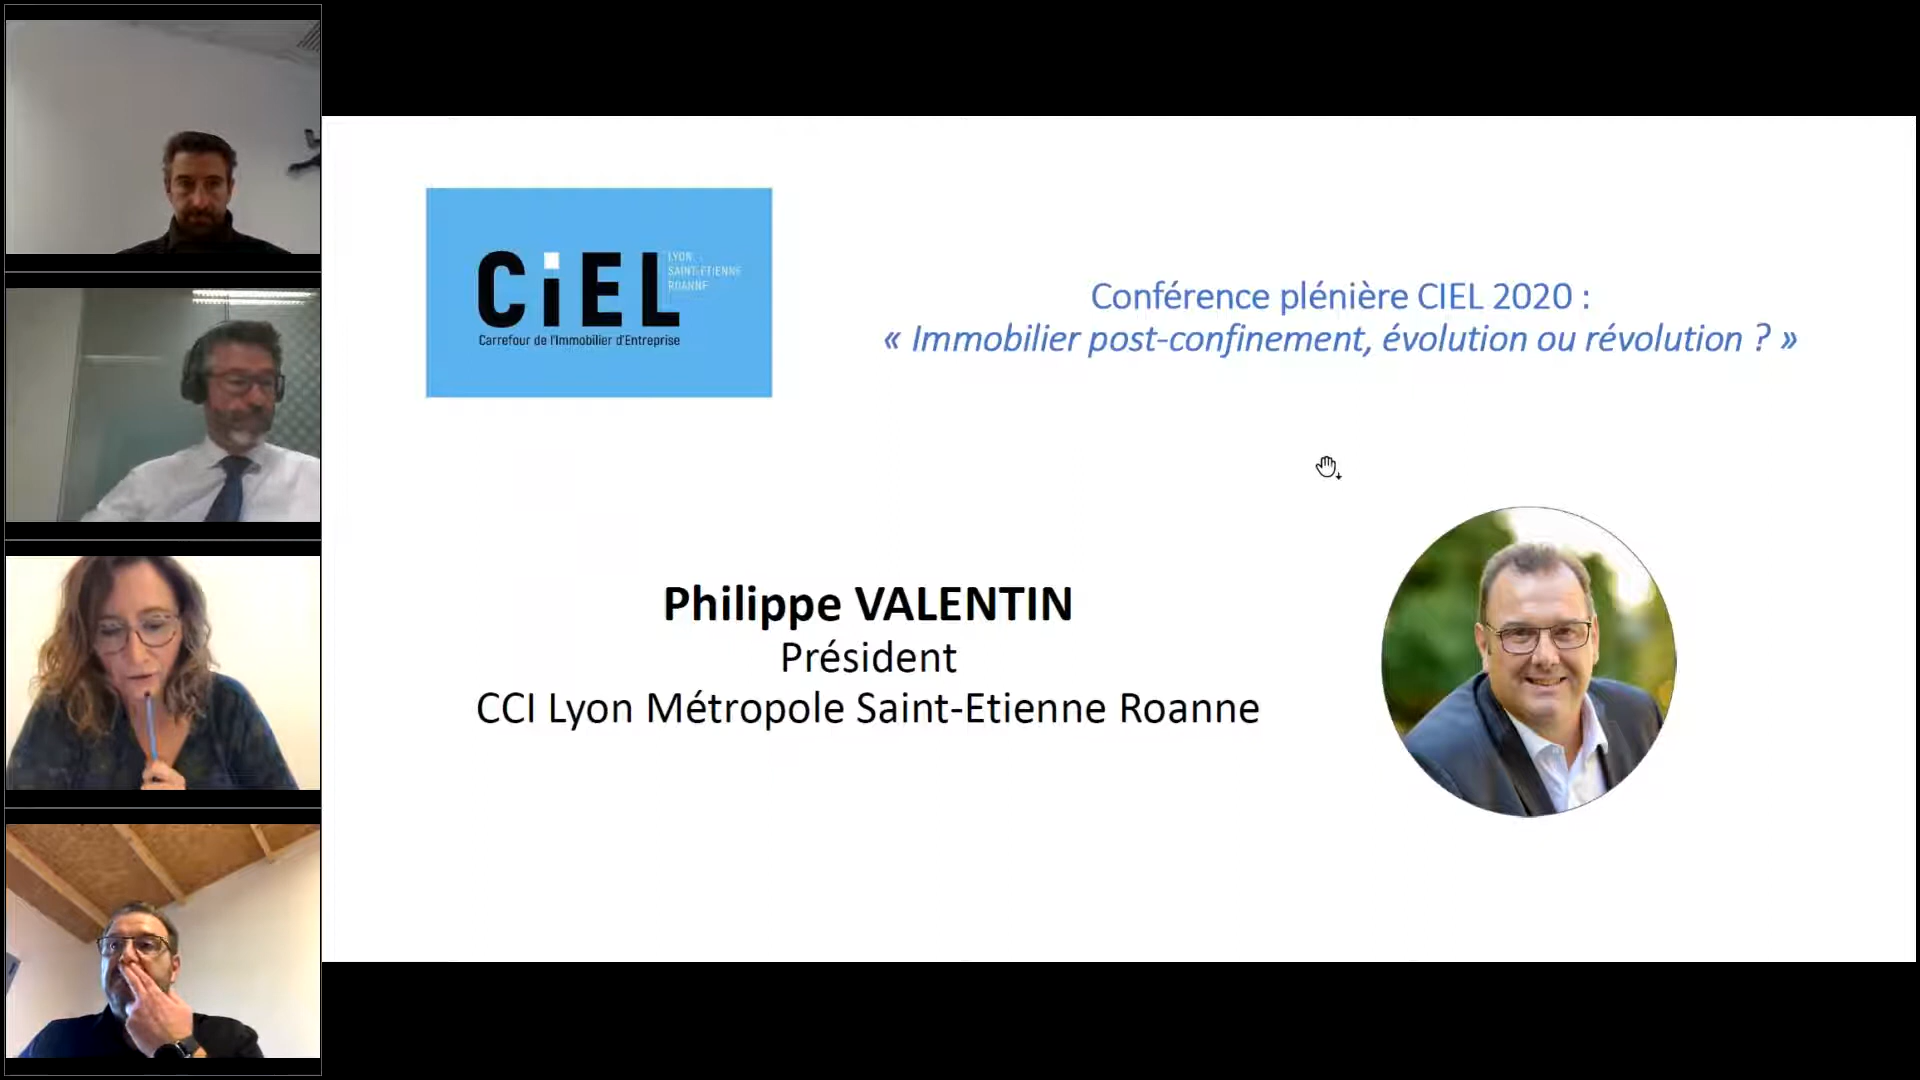 CiEL
LYON
SAINT-ETIENNE
ROANNE
Carrefour de l'Immobilier d'Entreprise
Conférence plénière CIEL 2020 :
« Immobilier post-confinement, évolution ou révolution ? »
Philippe VALENTIN
Président
CCI Lyon Métropole Saint-Etienne Roanne